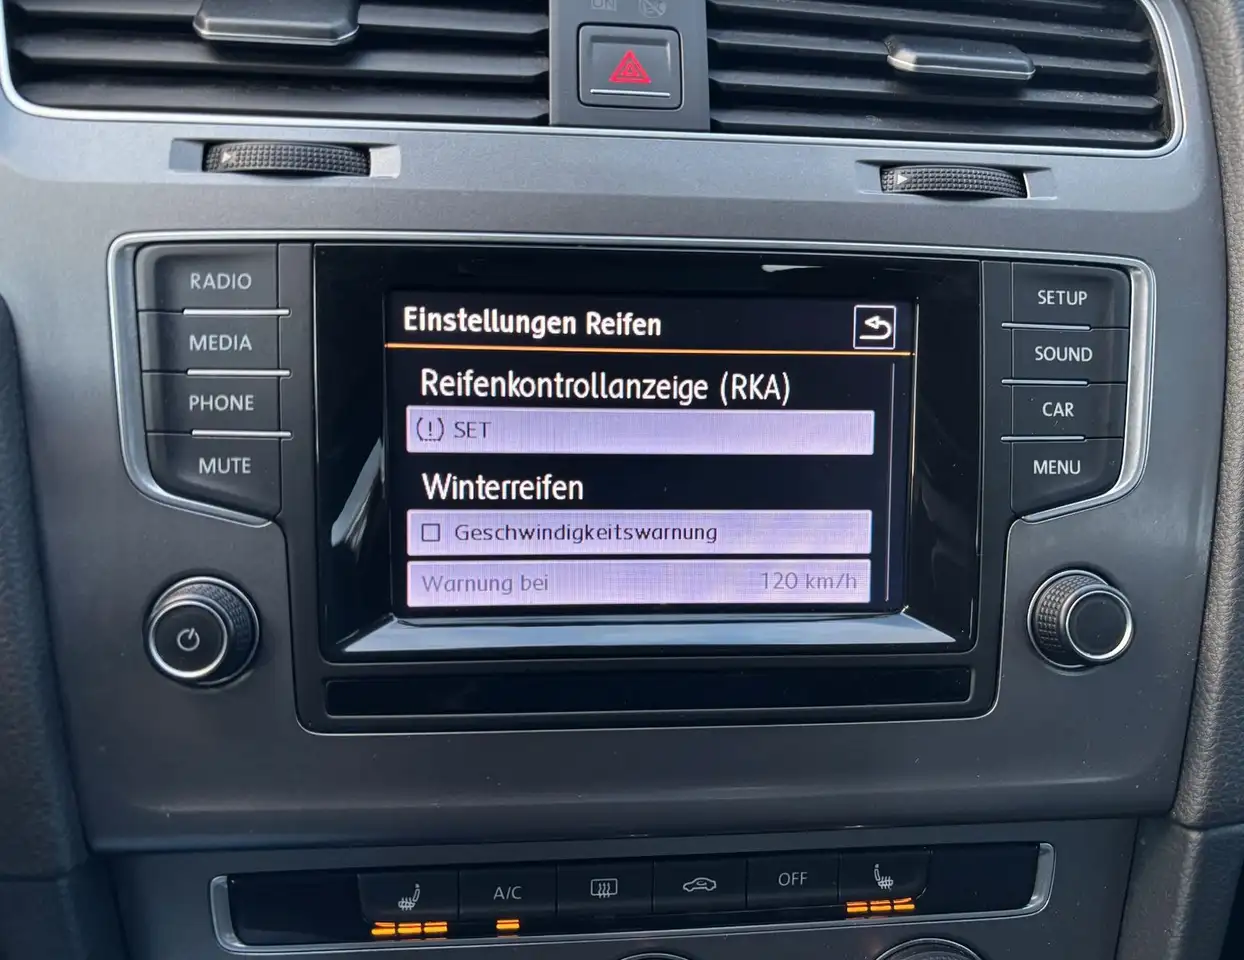 RADIO
MEDIA
PHONE
MUTE
Einstellungen Reifen
Reifenkontrollanzeige (RKA)
(!) SET
Winterreifen
Geschwindigkeitswarnung
Warnung bei 120 km/h
SETUP
SOUND
CAR
MENU
A/C
OFF